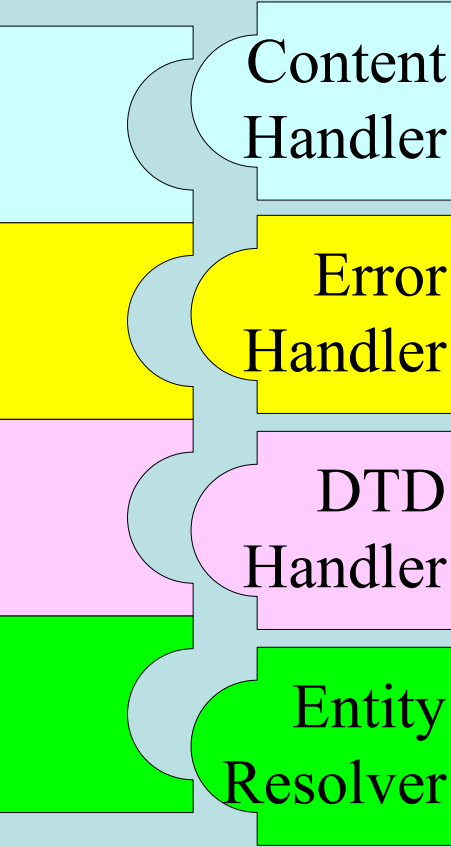 Content
Handler
Error
Handler
DTD
Handler
Entity
Resolver